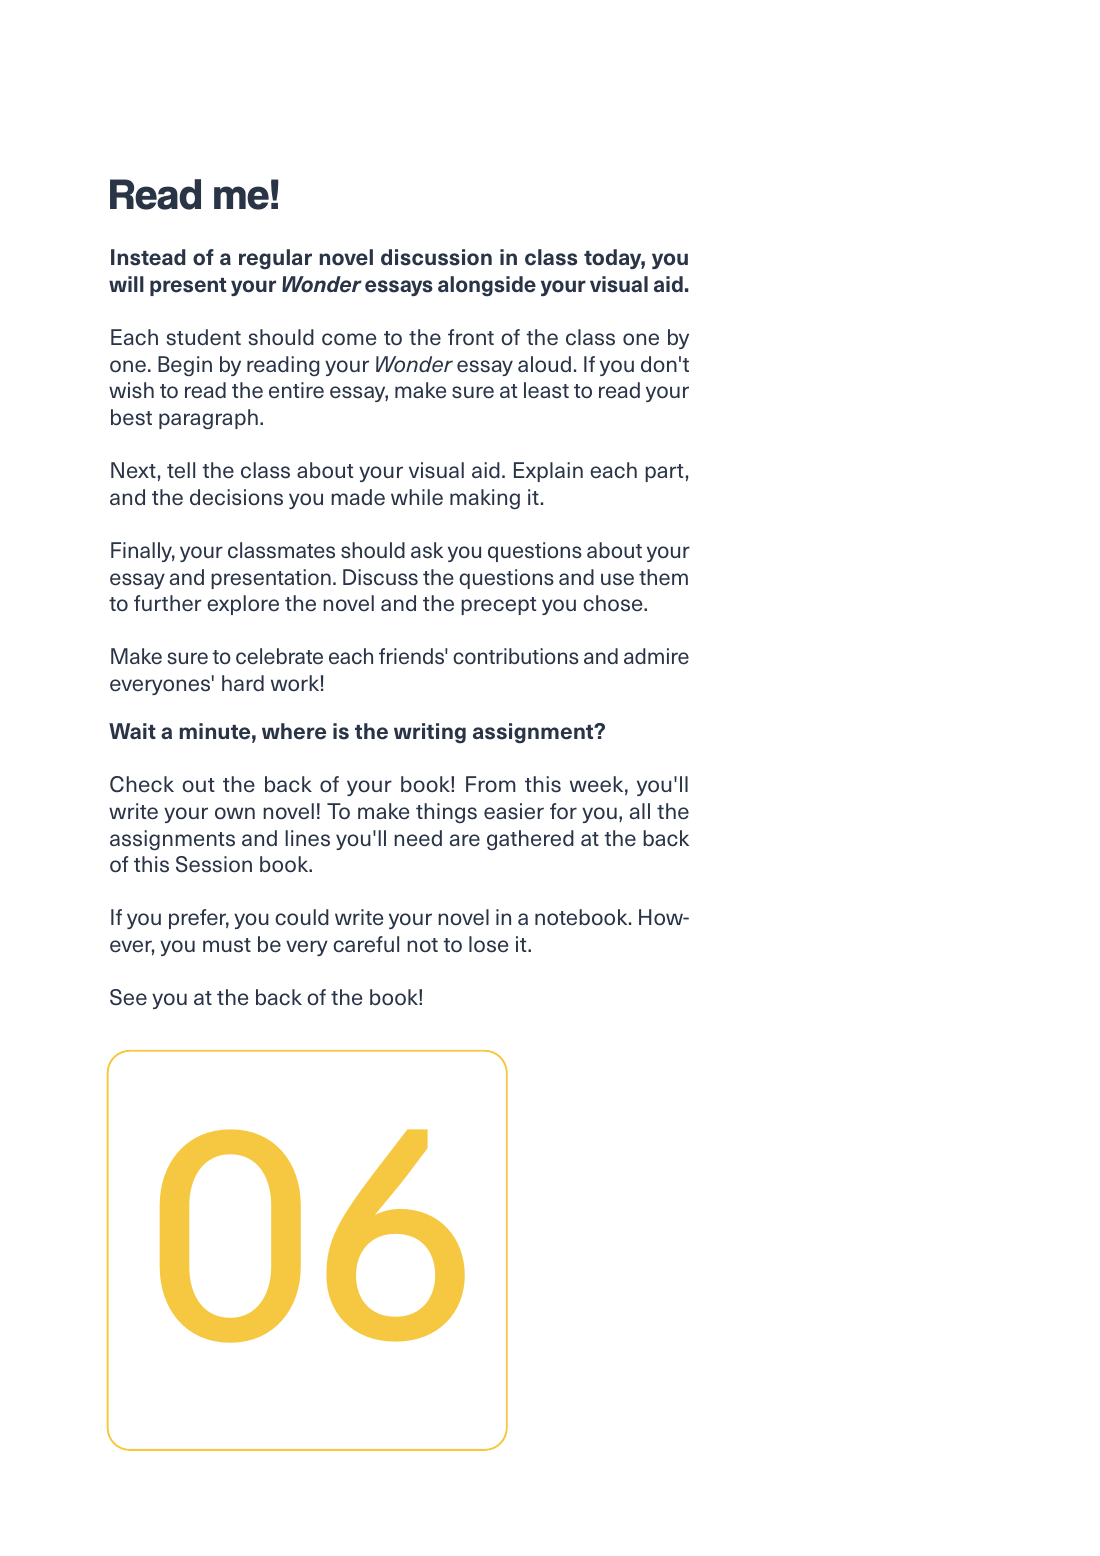 Read me!
Instead of a regular novel discussion in class today, you
will present your Wonder essays alongside your visual aid.
Each student should come to the front of the class one by
one. Begin by reading your Wonder essay aloud. If you don't
wish to read the entire essay, make sure at least to read your
best paragraph.
Next, tell the class about your visual aid. Explain each part,
and the decisions you made while making it.
Finally, your classmates should ask you questions about your
essay and presentation. Discuss the questions and use them
to further explore the novel and the precept you chose.
Make sure to celebrate each friends' contributions and admire
everyones' hard work!
Wait a minute, where is the writing assignment?
Check out the back of your book! From this week, you'll
write your own novel! To make things easier for you, all the
assignments and lines you'll need are gathered at the back
of this Session book.
If you prefer, you could write your novel in a notebook. How-
ever, you must be very careful not to lose it.
See you at the back of the book!
06